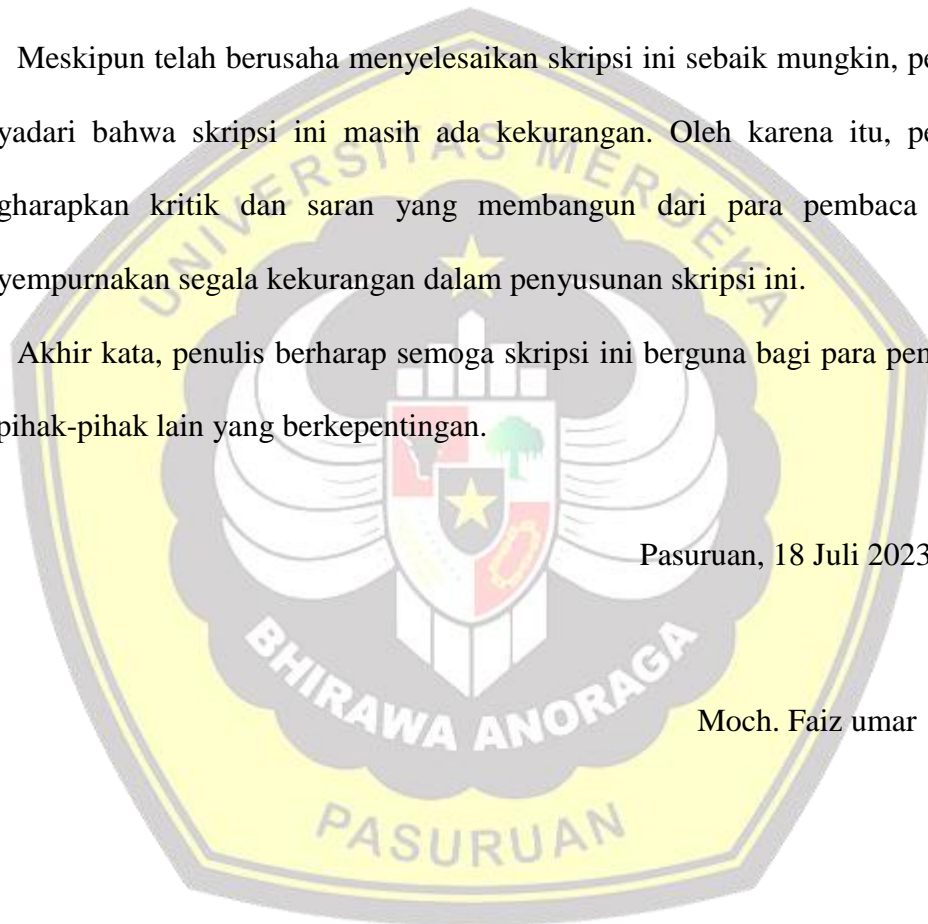 Meskipun telah berusaha menyelesaikan skripsi ini sebaik mungkin, pe
yadari bahwa skripsi ini masih ada kekurangan. Oleh karena itu, pe
gharapkan kritik dan saran yang membangun dari para pembaca
yempurnakan segala kekurangan dalam penyusunan skripsi ini.
Akhir kata, penulis berharap semoga skripsi ini berguna bagi para pem
pihak-pihak lain yang berkepentingan.
Pasuruan, 18 Juli 2023
Moch. Faiz umar
UNIVERSITAS MERDEKA
BHIRAWA ANORAGA
PASURUAN